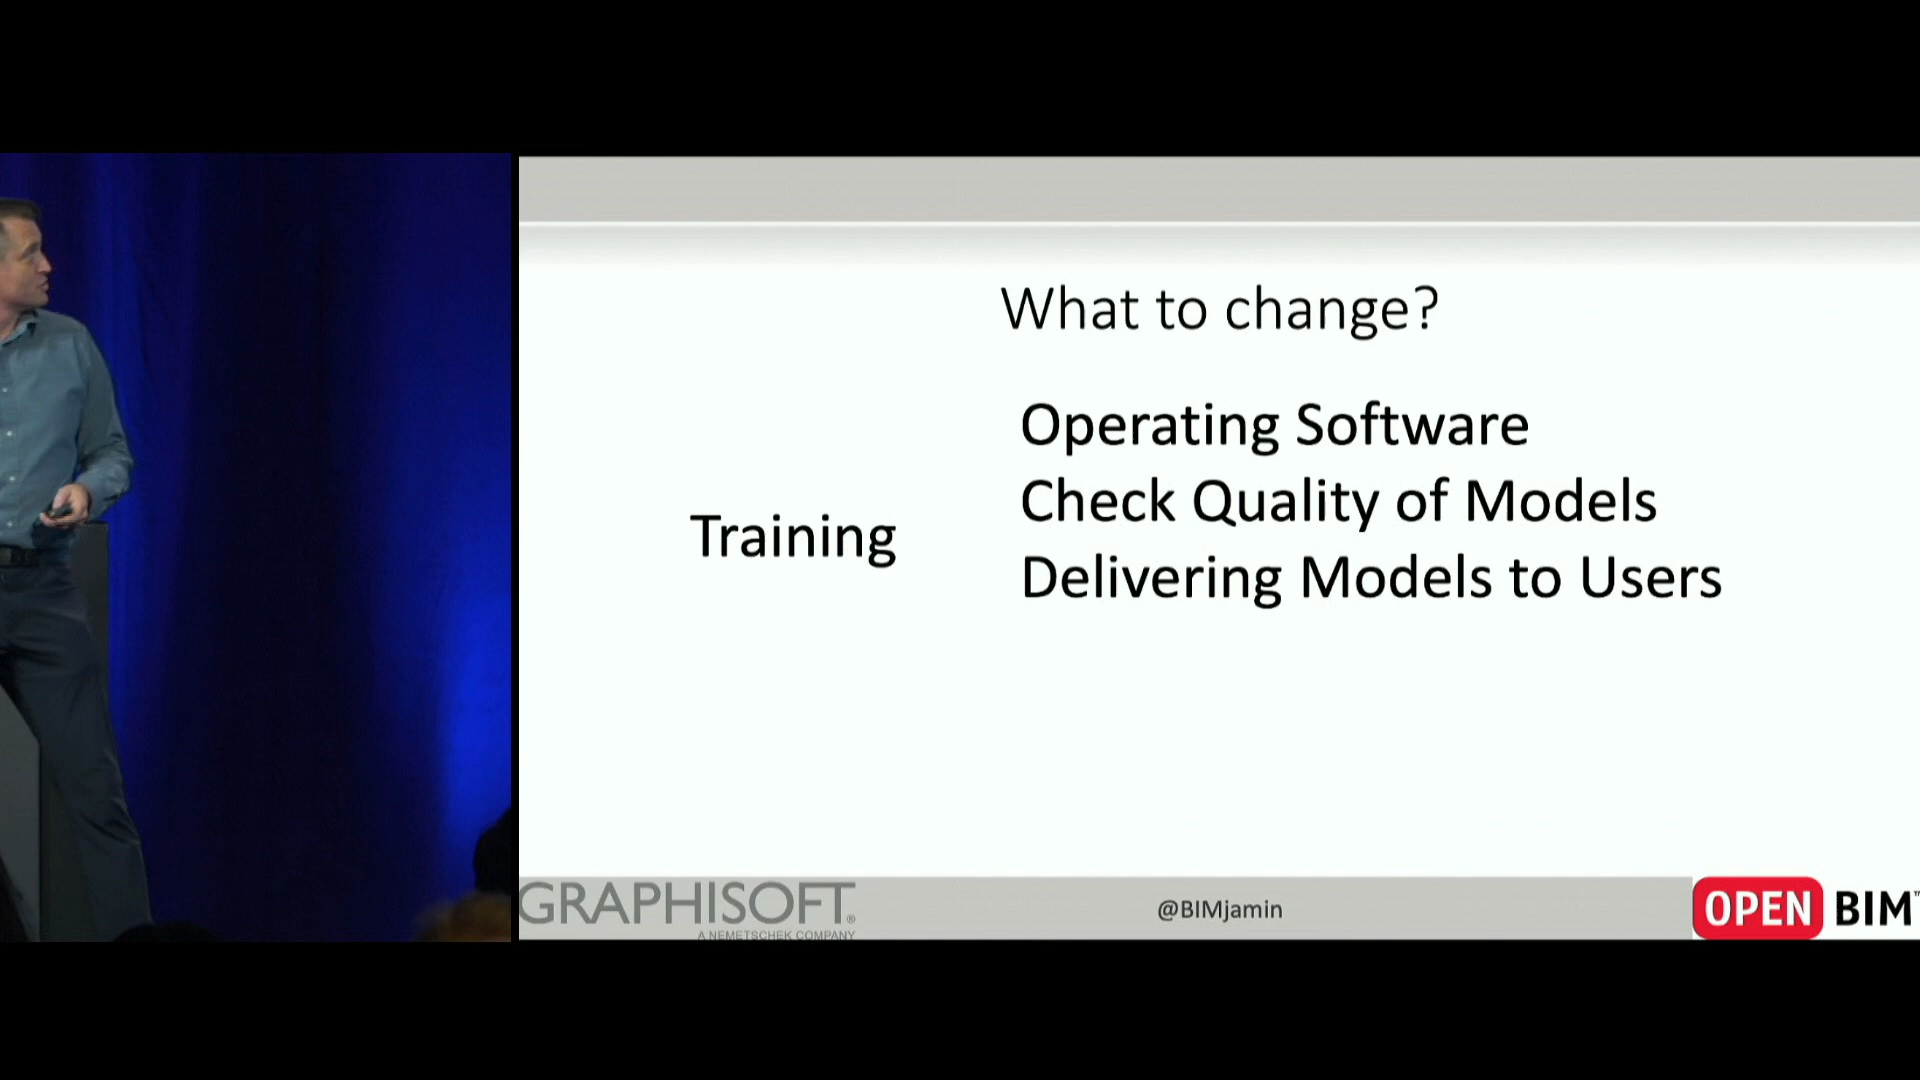 What to change?
Training
Operating Software
Check Quality of Models
Delivering Models to Users
GRAPHISOFT®
A NEMETSCHEK COMPANY
@BIMjamin
OPEN BIM™